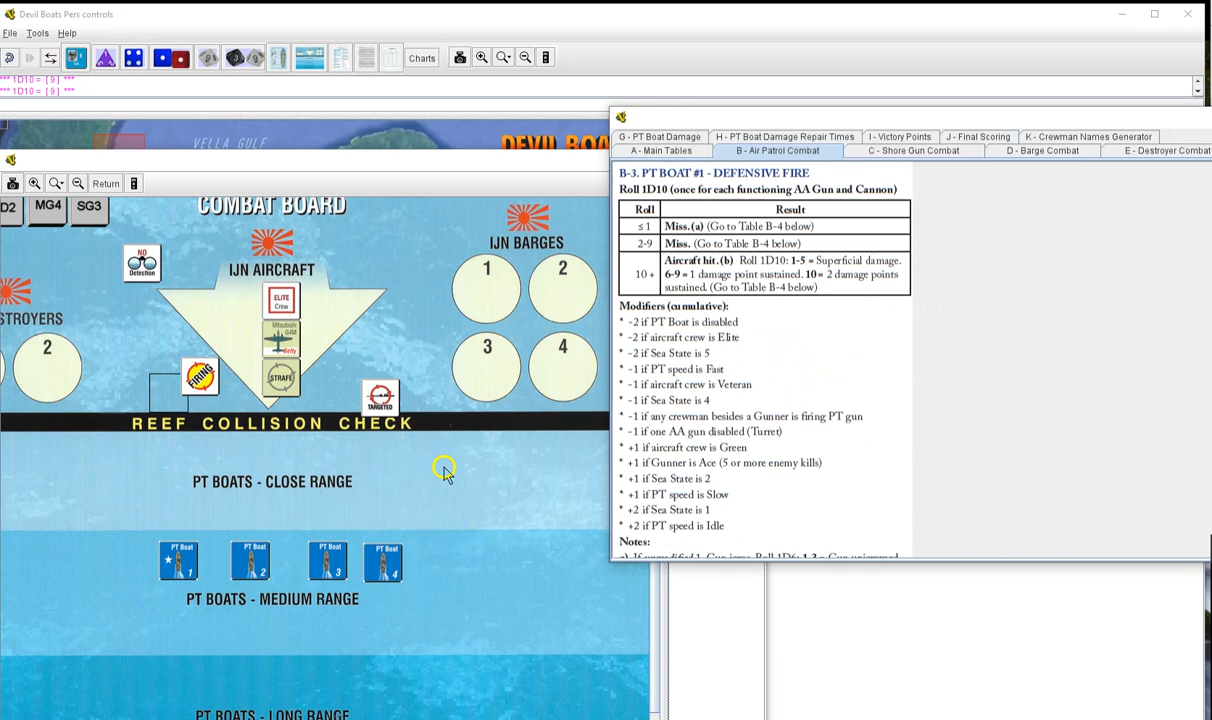 Devil Boats Pers controls
File Tools Help
Charts
*** 1D10 = [ 9 ] ***
*** 1D10 = [ 9 ] ***
VELLA GULF
DEVIL BOA
Return
D2 MG4 SG3
COMBAT BOARD
NO
Detection
IJN AIRCRAFT
IJN BARGES
1 2
3 4
ELITE
Crew
Mitsubishi
G4M
Betty
STROYERS
2
FIRING
STRAFE
TARGETED
REEF COLLISION CHECK
PT BOATS - CLOSE RANGE
PT Boat 1
PT Boat 2
PT Boat 3
PT Boat 4
PT BOATS - MEDIUM RANGE
PT BOATS - LONG RANGE
G - PT Boat Damage H - PT Boat Damage Repair Times I - Victory Points J - Final Scoring K - Crewman Names Generator
A - Main Tables B - Air Patrol Combat C - Shore Gun Combat D - Barge Combat E - Destroyer Combat
B-3. PT BOAT #1 - DEFENSIVE FIRE
Roll 1D10 (once for each functioning AA Gun and Cannon)
Roll Result
≤ 1 Miss. (a) (Go to Table B-4 below)
2-9 Miss. (Go to Table B-4 below)
10 + Aircraft hit. (b) Roll 1D10: 1-5 = Superficial damage.
6-9 = 1 damage point sustained. 10 = 2 damage points
sustained. (Go to Table B-4 below)
Modifiers (cumulative):
* -2 if PT Boat is disabled
* -2 if aircraft crew is Elite
* -2 if Sea State is 5
* -1 if PT speed is Fast
* -1 if aircraft crew is Veteran
* -1 if Sea State is 4
* -1 if any crewman besides a Gunner is firing PT gun
* -1 if one AA gun disabled (Turret)
* +1 if aircraft crew is Green
* +1 if Gunner is Ace (5 or more enemy kills)
* +1 if Sea State is 2
* +1 if PT speed is Slow
* +2 if Sea State is 1
* +2 if PT speed is Idle
Notes: